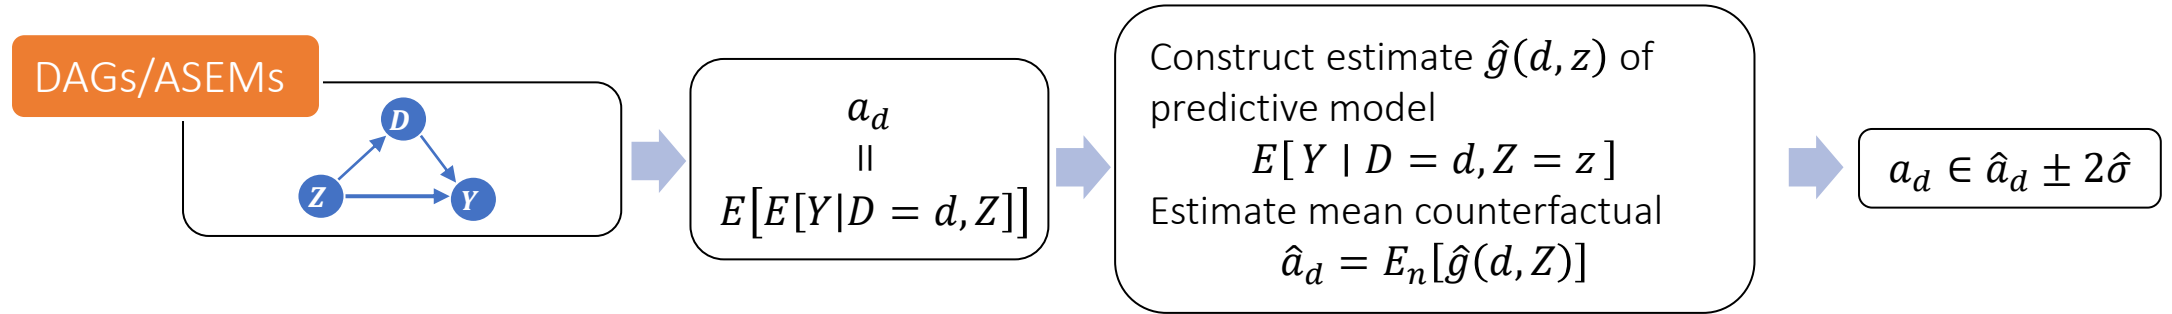 DAGs/ASEMs
D
Z
Y
a_d
=
E[E[Y|D = d, Z]]
Construct estimate ĝ(d, z) of
predictive model
E[ Y | D = d, Z = z ]
Estimate mean counterfactual
â_d = E_n[ĝ(d, Z)]
a_d ∈ â_d ± 2σ̂